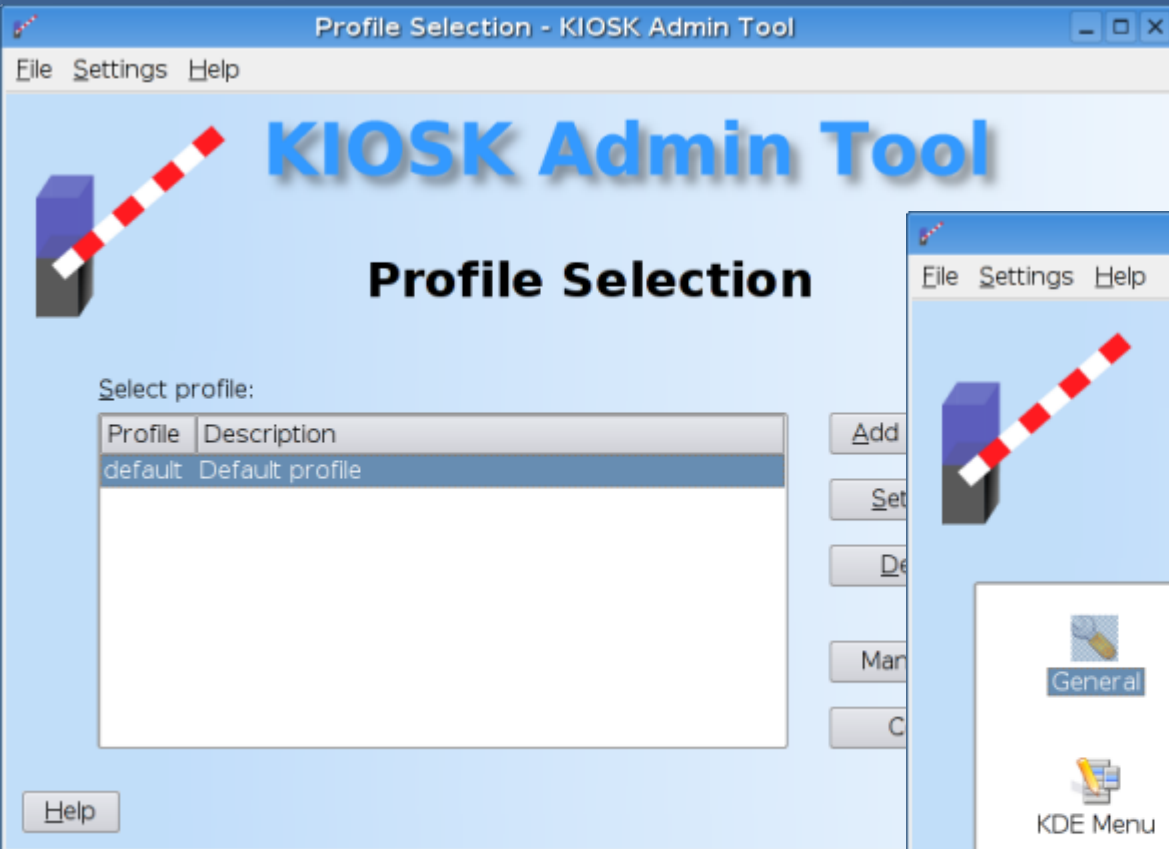 Profile Selection - KIOSK Admin Tool
File Settings Help
KIOSK Admin Tool
Profile Selection
Select profile:
Profile Description
default Default profile
Add
Help
File Settings Help
General
KDE Menu